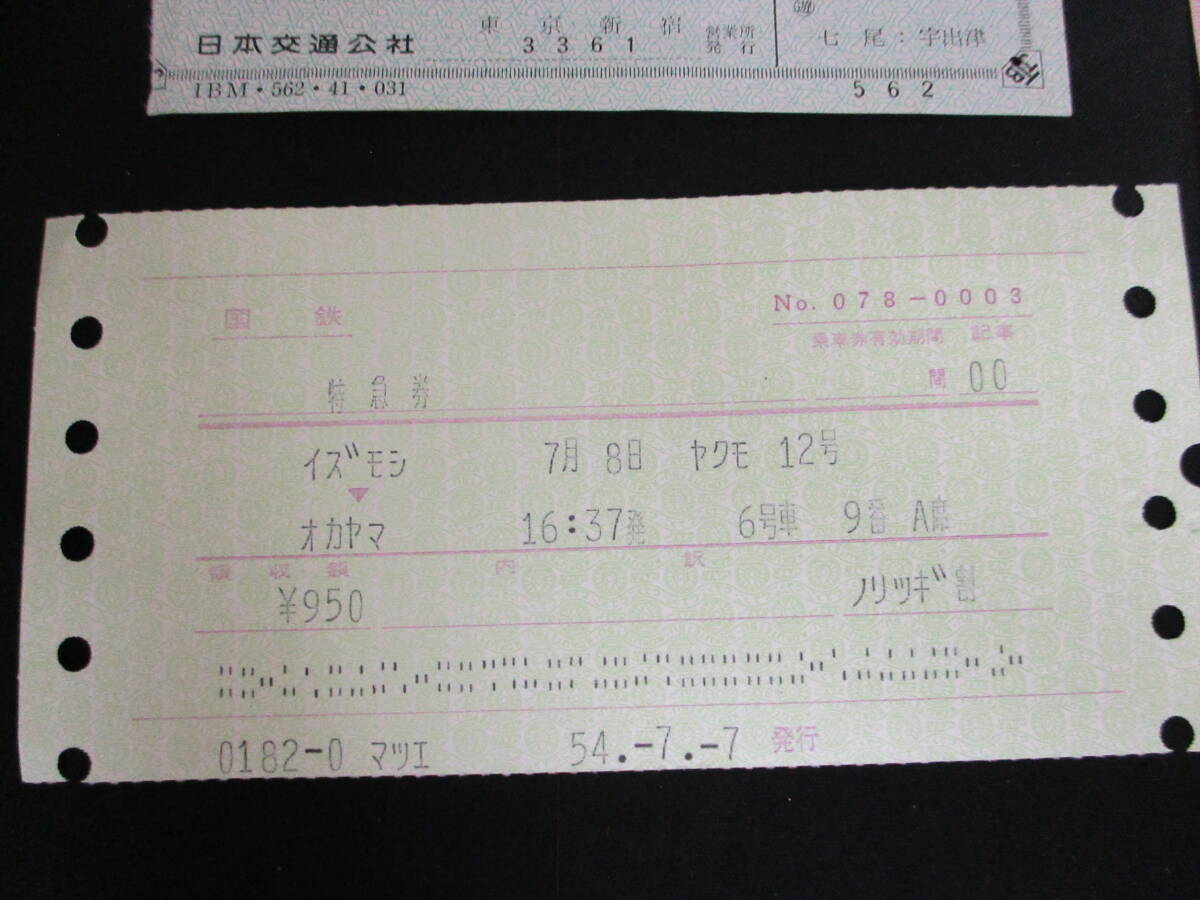 東京新宿 営業所
日本交通公社 3361 発行 七尾：宇出津
IBM・562・41・031 562
国鉄 No. 078-0003
乗車券有効期間 記事
特急券 間 00
イズモシ 7月 8日 ヤクモ 12号
オカヤマ 16:37発 6号車 9番 A席
領収額 内訳
¥950 ノリツギ割
0182-0 マツエ 54.-7.-7 発行